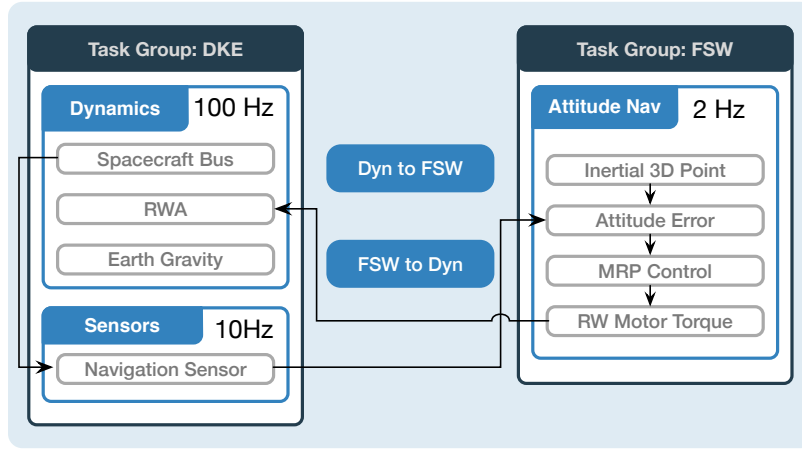 Task Group: DKE
Dynamics
100 Hz
Spacecraft Bus
RWA
Earth Gravity
Sensors
10Hz
Navigation Sensor
Dyn to FSW
FSW to Dyn
Task Group: FSW
Attitude Nav
2 Hz
Inertial 3D Point
Attitude Error
MRP Control
RW Motor Torque